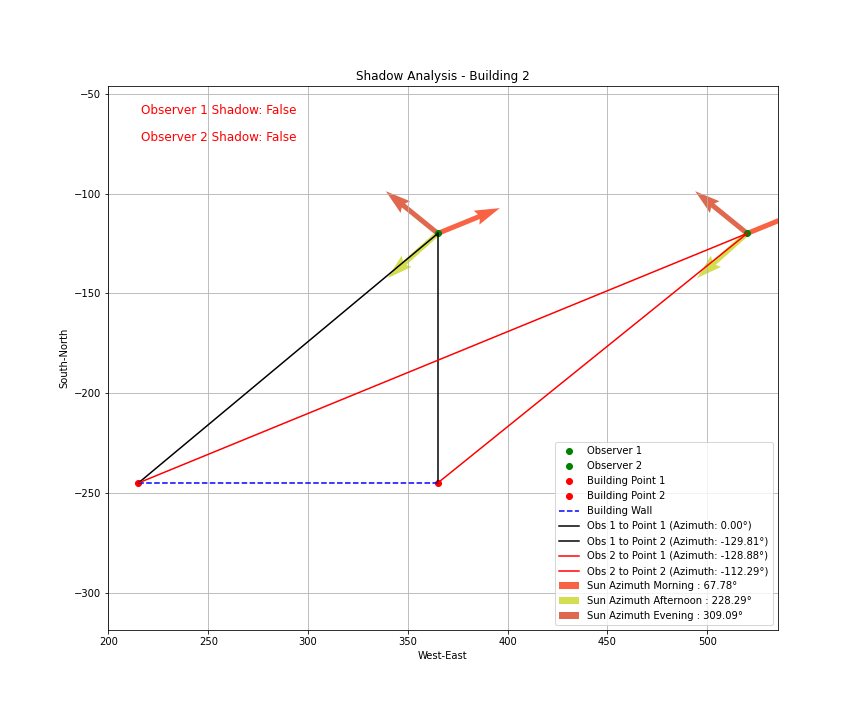 Shadow Analysis - Building 2
Observer 1 Shadow: False
Observer 2 Shadow: False
−50
−100
−150
−200
−250
−300
South-North
200
250
300
350
400
450
500
West-East
Observer 1
Observer 2
Building Point 1
Building Point 2
Building Wall
Obs 1 to Point 1 (Azimuth: 0.00°)
Obs 1 to Point 2 (Azimuth: -129.81°)
Obs 2 to Point 1 (Azimuth: -128.88°)
Obs 2 to Point 2 (Azimuth: -112.29°)
Sun Azimuth Morning : 67.78°
Sun Azimuth Afternoon : 228.29°
Sun Azimuth Evening : 309.09°